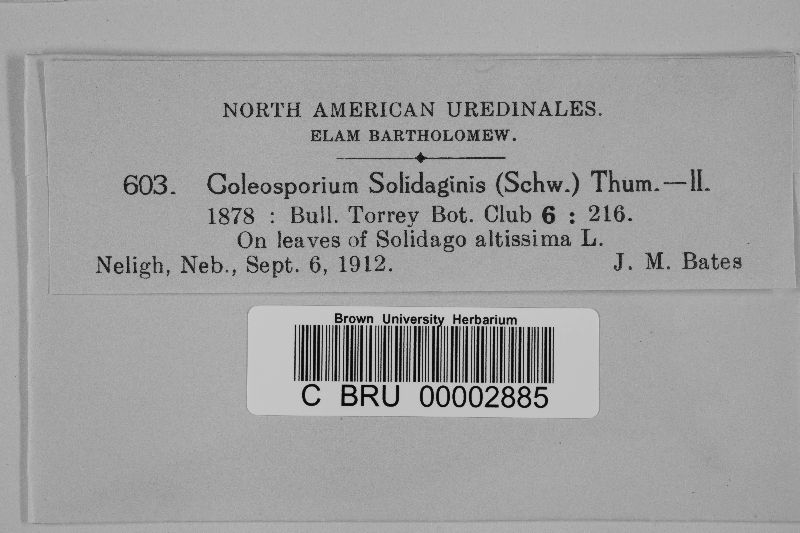 NORTH AMERICAN UREDINALES.
ELAM BARTHOLOMEW.
603. Coleosporium Solidaginis (Schw.) Thum.—II.
1878 : Bull. Torrey Bot. Club 6 : 216.
On leaves of Solidago altissima L.
Neligh, Neb., Sept. 6, 1912. J. M. Bates
Brown University Herbarium
C BRU 00002885